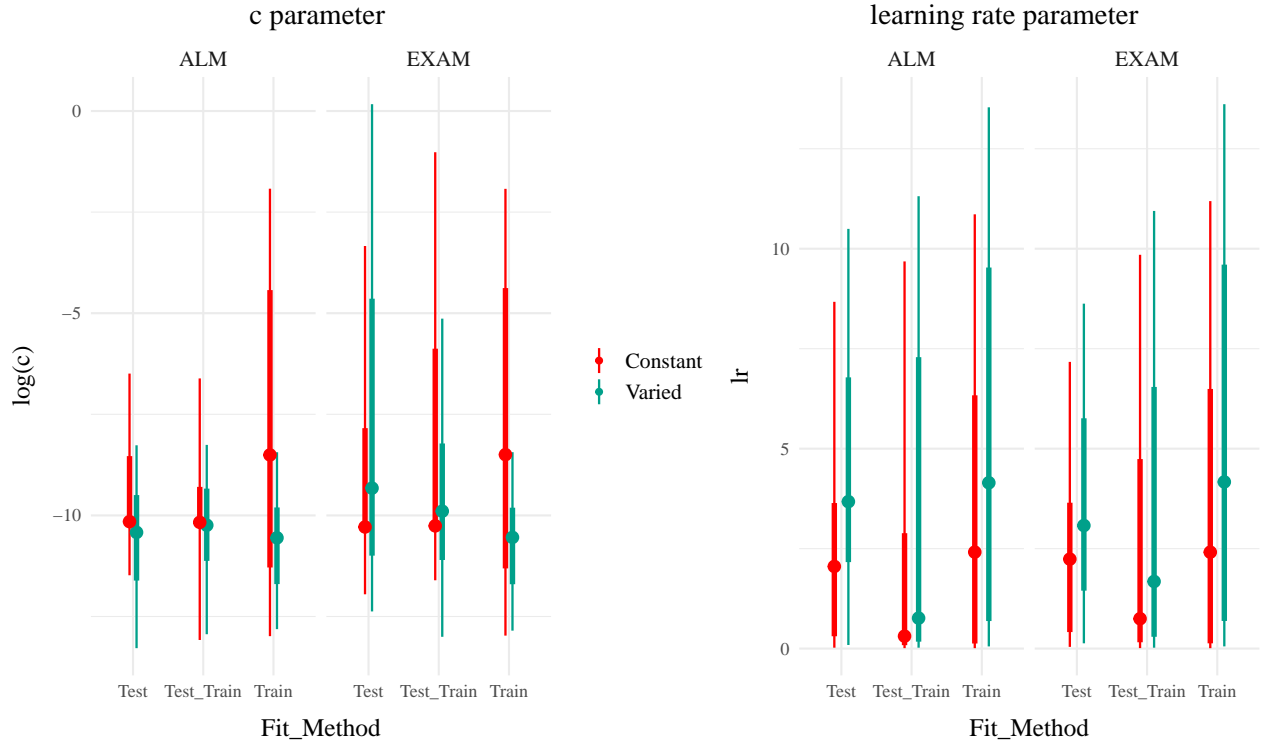 c parameter
learning rate parameter
ALM
EXAM
ALM
EXAM
0
−5
−10
log(c)
Test
Test_Train
Train
Test
Test_Train
Train
Fit_Method
Constant
Varied
10
5
0
lr
Test
Test_Train
Train
Test
Test_Train
Train
Fit_Method